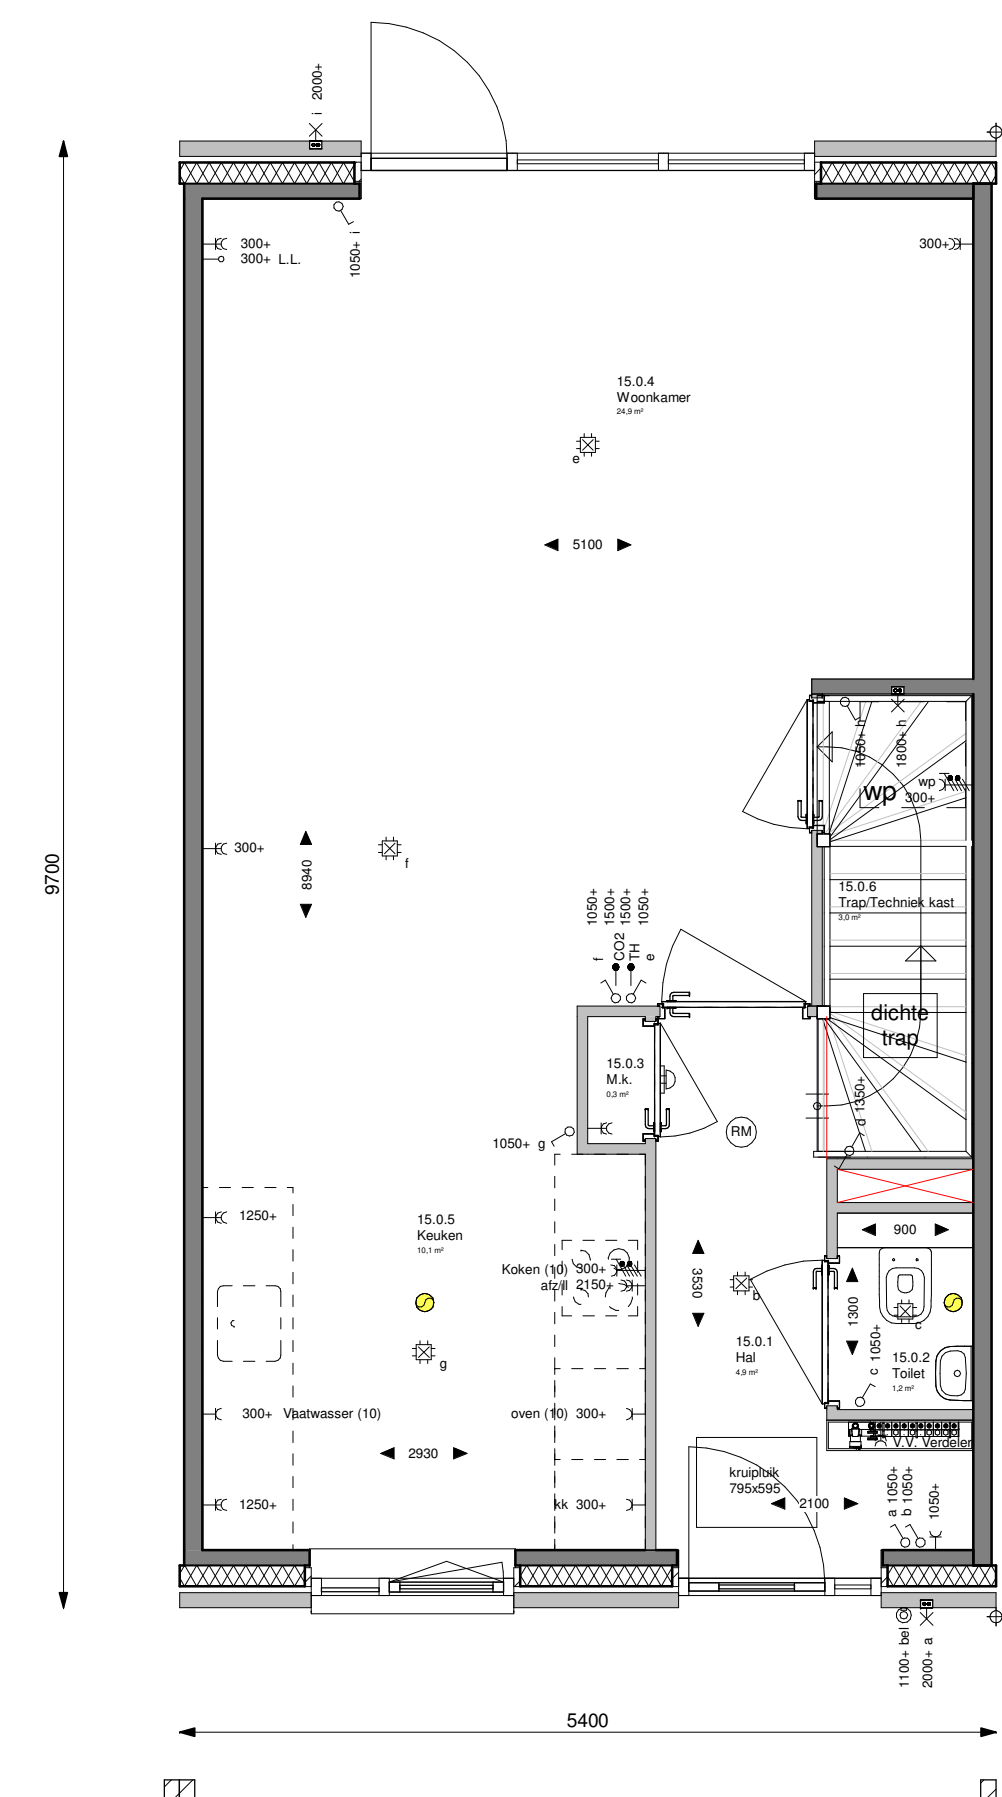 i 2000+
300+
300+ L.L.
1050+ i
300+
15.0.4
Woonkamer
24,9 m²
e
5100
9700
8940
300+
f
1050+ h
1800+ h
wp
wp
300+
15.0.6
Trap/Techniek kast
3,0 m²
dichte
trap
f 1050+
CO2 1500+
TH 1500+
e 1050+
15.0.3
M.k.
0,3 m²
RM
d 1350+
1050+ g
1250+
15.0.5
Keuken
10,1 m²
Koken (10) 300+
afz/ll 2150+
g
300+ Vaatwasser (10)
oven (10) 300+
2930
1250+
kk 300+
3530
b
15.0.1
Hal
4,9 m²
900
1300
c
c 1050+
15.0.2
Toilet
1,2 m²
V.V. Verdeler
kruipluik
795x595
2100
a 1050+
b 1050+
1050+
1100+ bel
2000+ a
5400